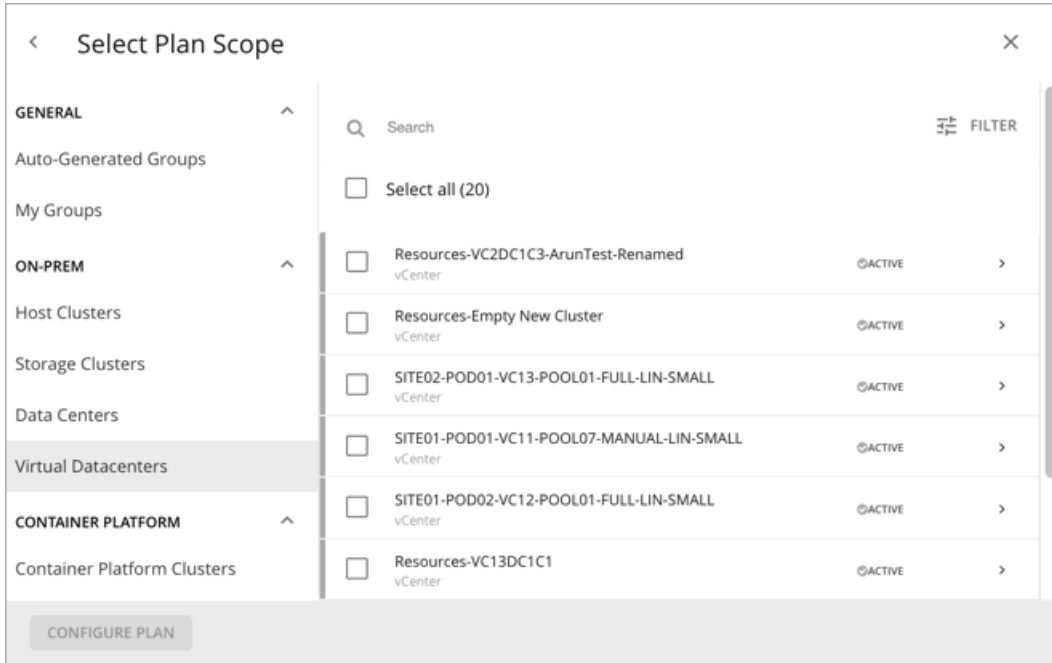 Select Plan Scope
GENERAL
Auto-Generated Groups
My Groups
ON-PREM
Host Clusters
Storage Clusters
Data Centers
Virtual Datacenters
CONTAINER PLATFORM
Container Platform Clusters
Search
FILTER
Select all (20)
Resources-VC2DC1C3-ArunTest-Renamed
vCenter
ACTIVE
Resources-Empty New Cluster
vCenter
ACTIVE
SITE02-POD01-VC13-POOL01-FULL-LIN-SMALL
vCenter
ACTIVE
SITE01-POD01-VC11-POOL07-MANUAL-LIN-SMALL
vCenter
ACTIVE
SITE01-POD02-VC12-POOL01-FULL-LIN-SMALL
vCenter
ACTIVE
Resources-VC13DC1C1
vCenter
ACTIVE
CONFIGURE PLAN